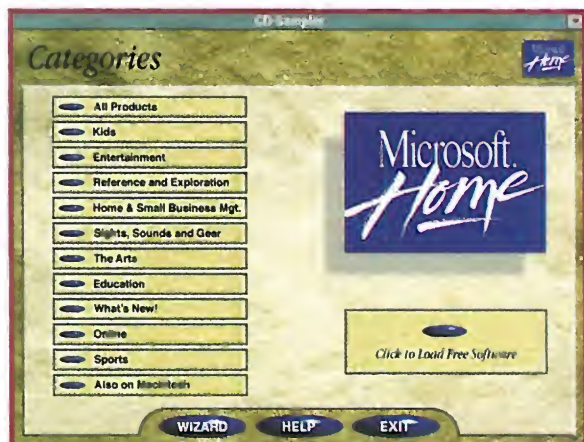 CD-Sampler
Categories
Microsoft
Home
All Products
Kids
Entertainment
Reference and Exploration
Home & Small Business Mgt.
Sights, Sounds and Gear
The Arts
Education
What's New!
Online
Sports
Also on Macintosh
Microsoft.
Home
Click to Load Free Software
WIZARD
HELP
EXIT